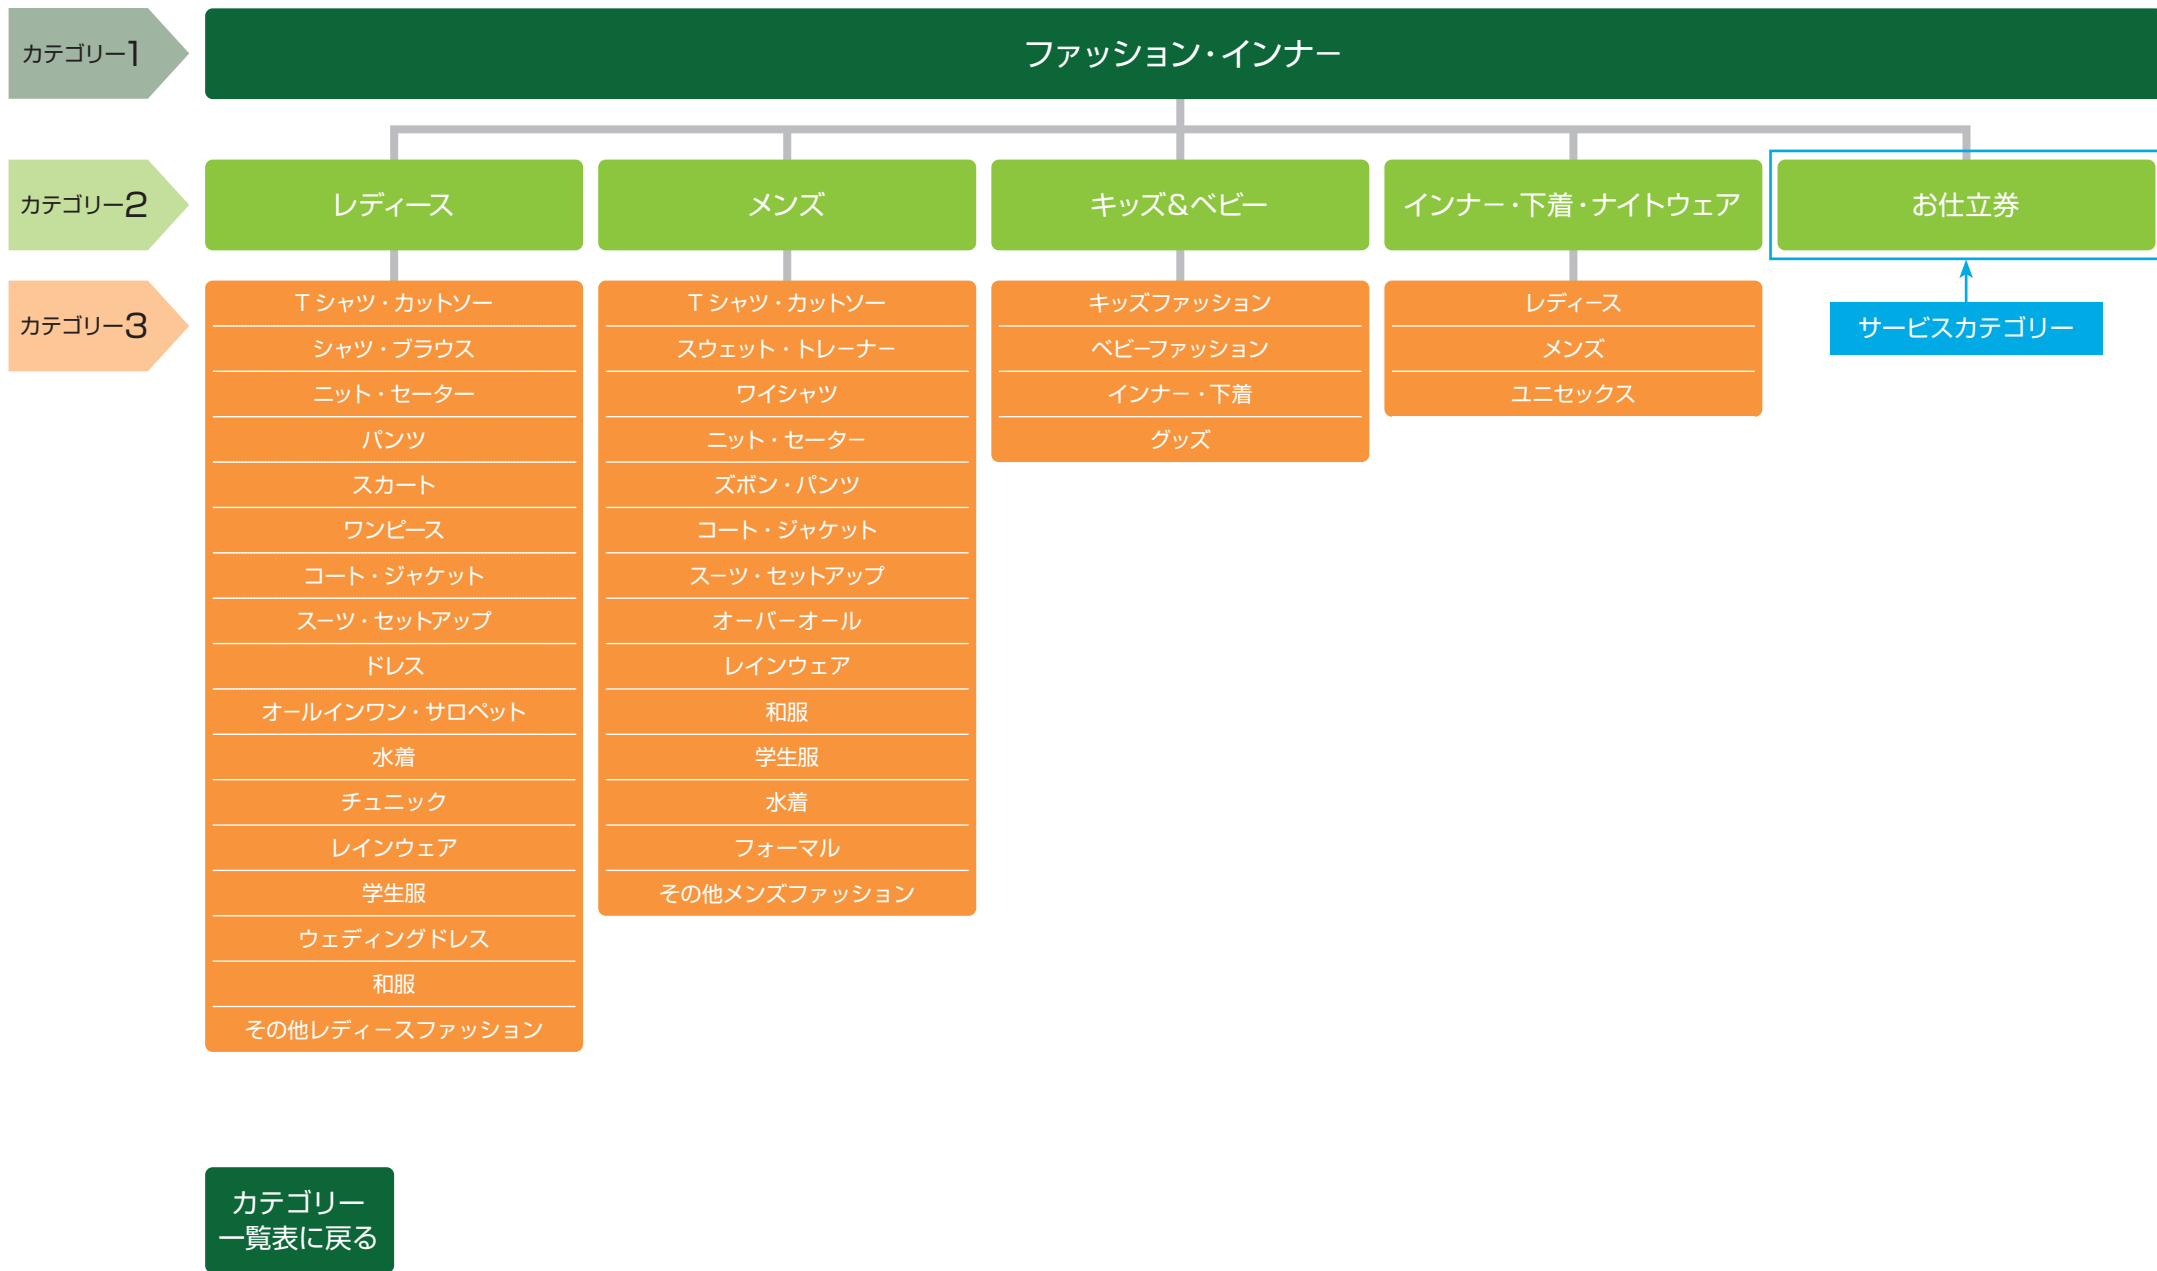 カテゴリー1
ファッション・インナー
カテゴリー2
レディース
メンズ
キッズ&ベビー
インナー・下着・ナイトウェア
お仕立券
サービスカテゴリー
カテゴリー3
Tシャツ・カットソー
シャツ・ブラウス
ニット・セーター
パンツ
スカート
ワンピース
コート・ジャケット
スーツ・セットアップ
ドレス
オールインワン・サロペット
水着
チュニック
レインウェア
学生服
ウェディングドレス
和服
その他レディースファッション
Tシャツ・カットソー
スウェット・トレーナー
ワイシャツ
ニット・セーター
ズボン・パンツ
コート・ジャケット
スーツ・セットアップ
オーバーオール
レインウェア
和服
学生服
水着
フォーマル
その他メンズファッション
キッズファッション
ベビーファッション
インナー・下着
グッズ
レディース
メンズ
ユニセックス
カテゴリー
一覧表に戻る